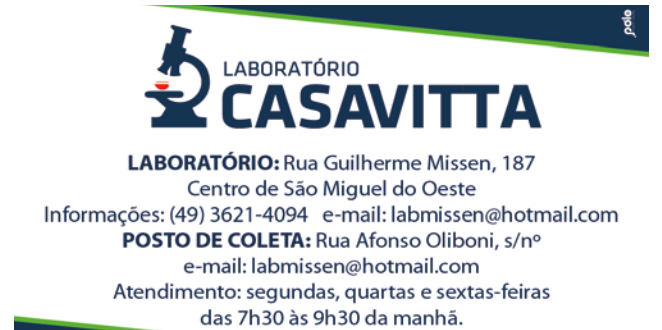 polo
LABORATÓRIO
CASAVITTA
LABORATÓRIO: Rua Guilherme Missen, 187
Centro de São Miguel do Oeste
Informações: (49) 3621-4094 e-mail: labmissen@hotmail.com
POSTO DE COLETA: Rua Afonso Oliboni, s/nº
e-mail: labmissen@hotmail.com
Atendimento: segundas, quartas e sextas-feiras
das 7h30 às 9h30 da manhã.